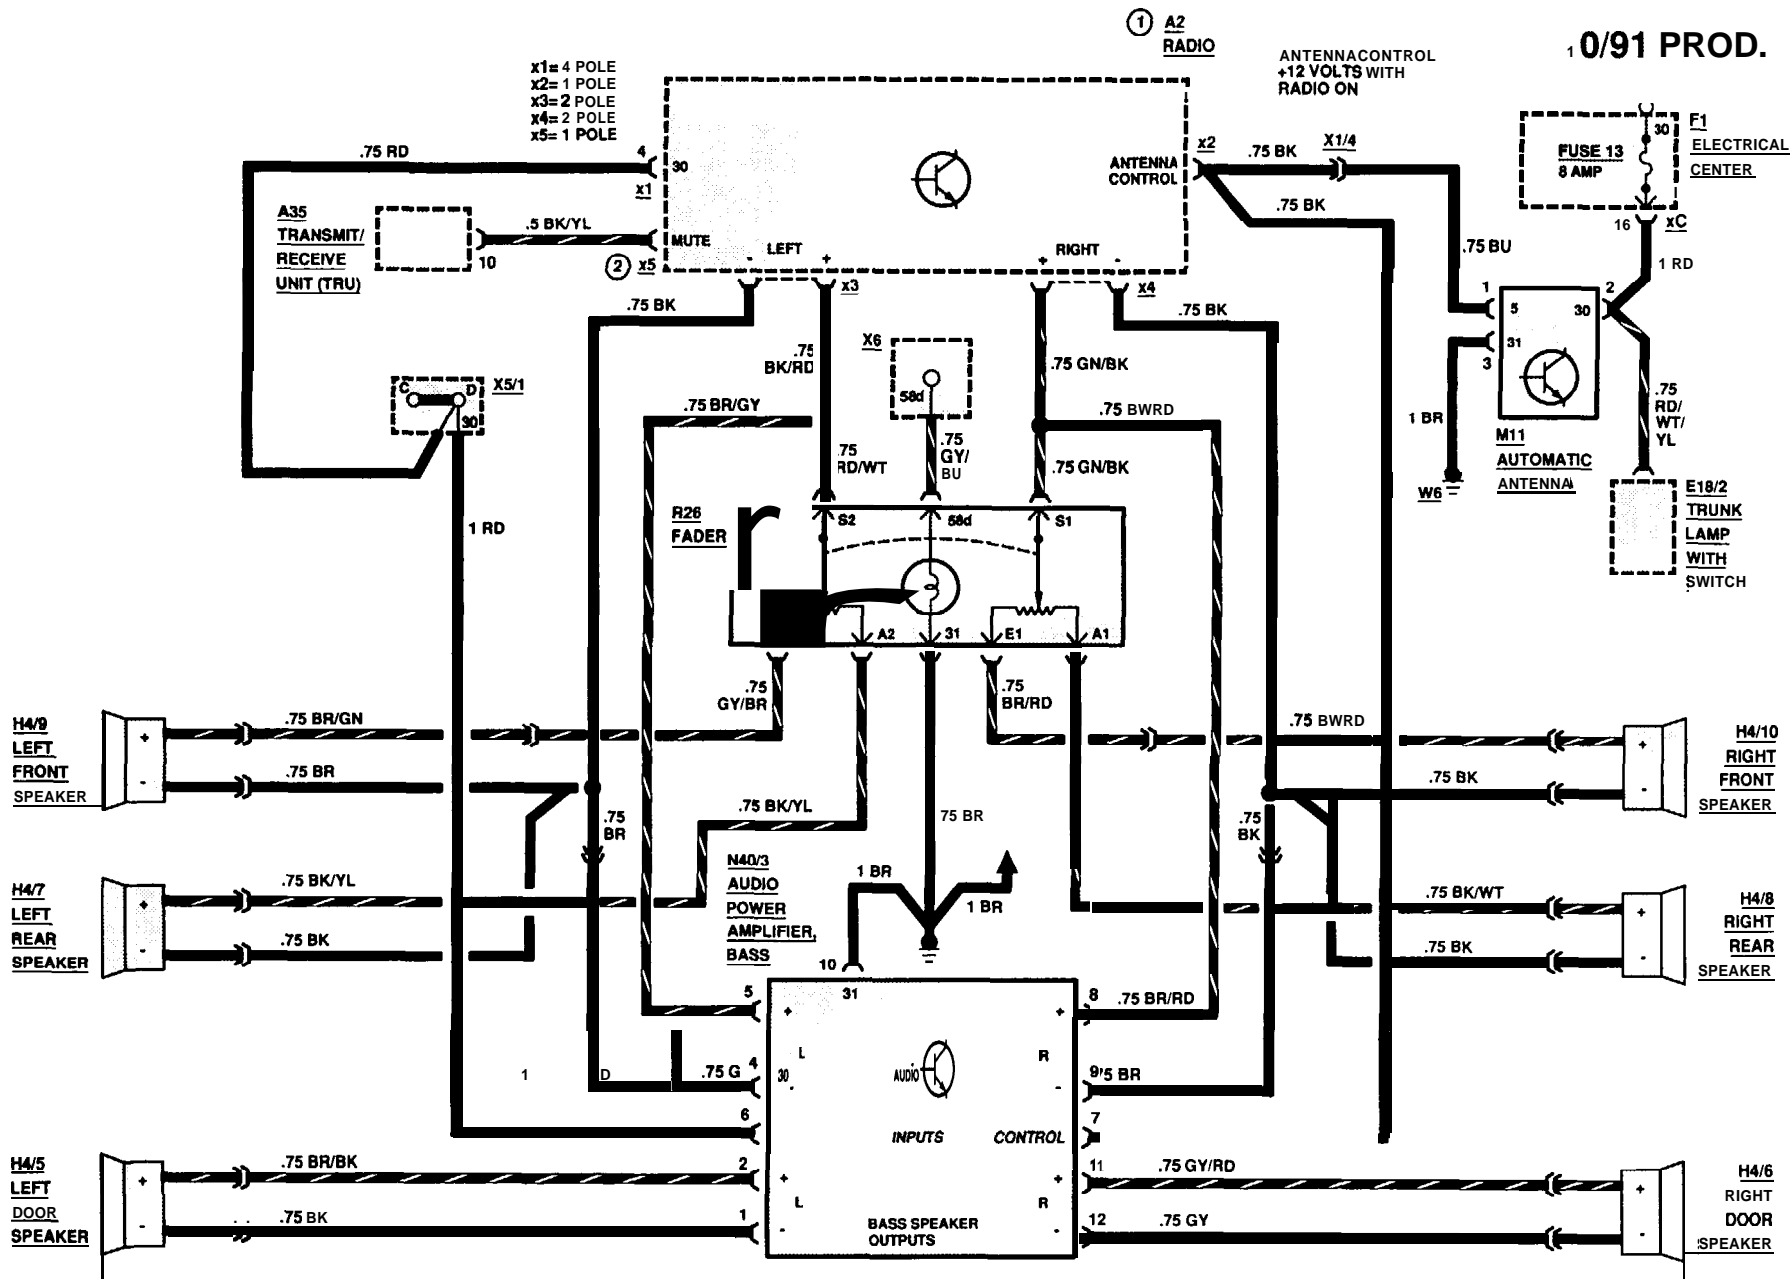 1 A2
RADIO
10/91 PROD.
ANTENNACONTROL
+12 VOLTS WITH
RADIO ON
x1= 4 POLE
x2= 1 POLE
x3= 2 POLE
x4= 2 POLE
x5= 1 POLE
.75 RD
4
30
x1
ANTENNA
CONTROL
x2
.75 BK
X1/4
.75 BK
FUSE 13
8 AMP
30
F1
ELECTRICAL
CENTER
16
xC
1 RD
A35
TRANSMIT/
RECEIVE
UNIT (TRU)
10
.5 BK/YL
MUTE
2 x5
LEFT
- +
RIGHT
+ -
x3
x4
.75 BK
.75 BK
.75
BK/RD
X6
58d
.75 GN/BK
.75 BU
1
5
2
30
31
3
1 BR
W6
M11
AUTOMATIC
ANTENNA
.75
RD/
WT/
YL
E18/2
TRUNK
LAMP
WITH
SWITCH
C D
30
X5/1
.75 BR/GY
.75 BWRD
.75
RD/WT
.75
GY/
BU
.75 GN/BK
1 RD
R26
FADER
S2
58d
S1
A2
31
E1
A1
.75
GY/BR
.75
BR/RD
H4/9
LEFT
FRONT
SPEAKER
+
-
.75 BR/GN
.75 BR
.75
BR
.75 BK/YL
75 BR
.75 BWRD
.75 BK
.75
BK
+
-
H4/10
RIGHT
FRONT
SPEAKER
H4/7
LEFT
REAR
SPEAKER
+
-
.75 BK/YL
.75 BK
N40/3
AUDIO
POWER
AMPLIFIER,
BASS
1 BR
1 BR
10
31
.75 BK/WT
.75 BK
+
-
H4/8
RIGHT
REAR
SPEAKER
5
+
8
+
.75 BR/RD
L
R
1
D
.75 G
4
30
-
AUDIO
9
-
'5 BR
6
INPUTS
CONTROL
7
H4/5
LEFT
DOOR
SPEAKER
+
-
.75 BR/BK
.75 BK
2
+
L
1
-
BASS SPEAKER
OUTPUTS
11
+
R
12
-
.75 GY/RD
.75 GY
+
-
H4/6
RIGHT
DOOR
SPEAKER